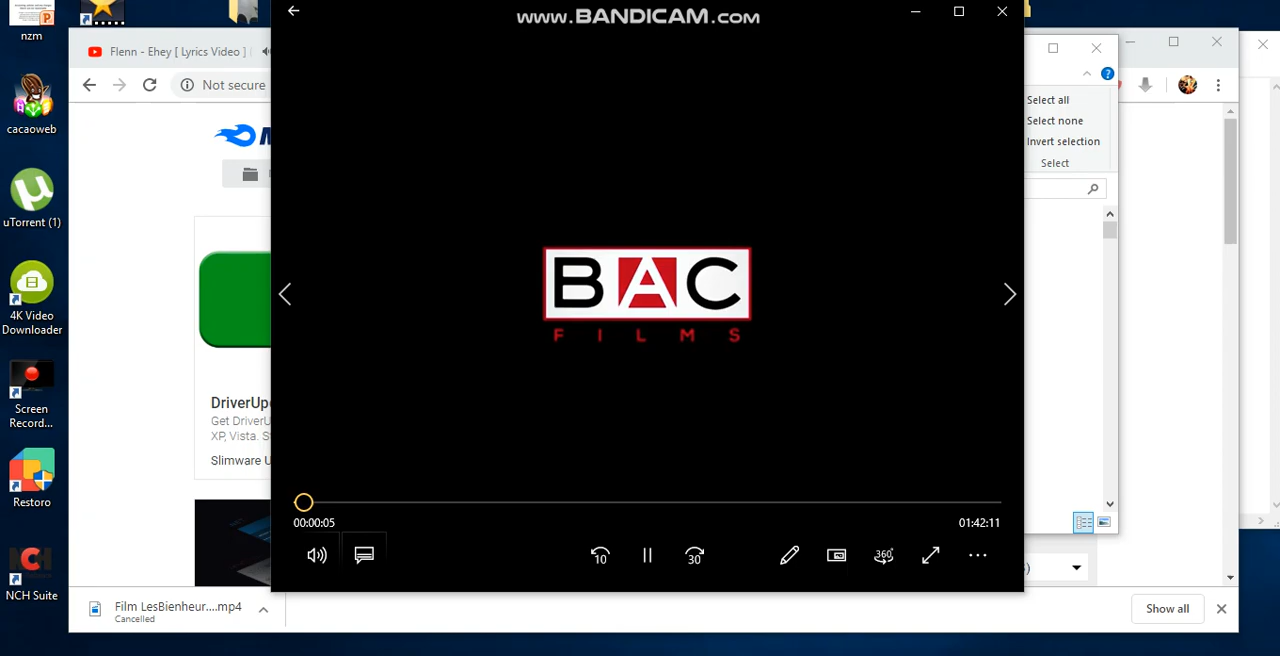 nzm
cacaoweb
uTorrent (1)
4K Video
Downloader
Screen
Record...
Restoro
NCH Suite
Flenn - Ehey [ Lyrics Video ]
Not secure
DriverUp
Get DriverU
XP, Vista. S
Slimware U
Film LesBienheur....mp4
Cancelled
www.BANDICAM.com
BAC
FILMS
00:00:05
01:42:11
10
30
360°
Select all
Select none
Invert selection
Select
Show all